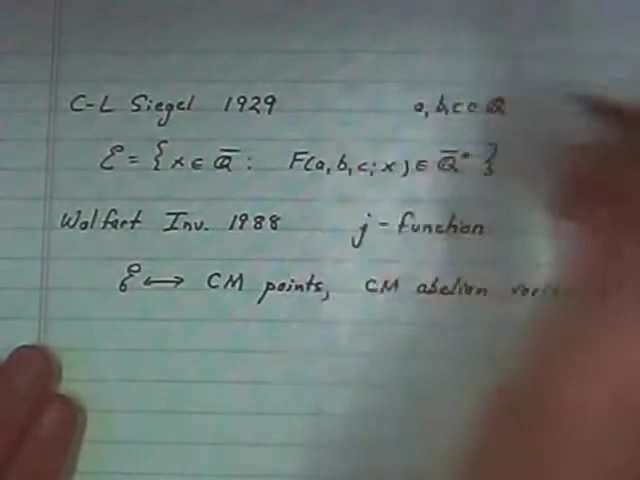 C-L Siegel 1929 a, b, c ∈ ℚ
ℰ = { x ∈ ℚ̄ : F(a, b, c; x) ∈ ℚ̄* }
Wolfart Inv. 1988 j - function
ℰ ⟷ CM points, CM abelian